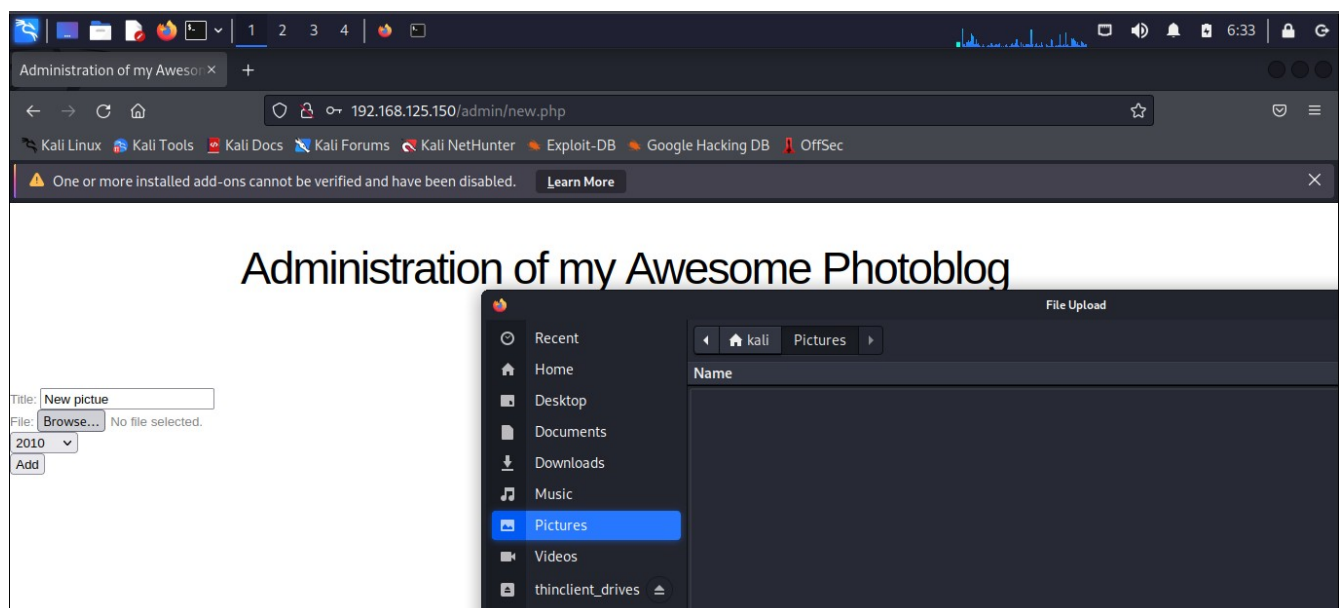 1 2 3 4 6:33
Administration of my Awesor
192.168.125.150/admin/new.php
Kali Linux Kali Tools Kali Docs Kali Forums Kali NetHunter Exploit-DB Google Hacking DB OffSec
One or more installed add-ons cannot be verified and have been disabled. Learn More
Administration of my Awesome Photoblog
File Upload
Recent
kali Pictures
Home
Name
Title: New pictue
Desktop
File: Browse... No file selected.
Documents
2010
Add
Downloads
Music
Pictures
Videos
thinclient_drives